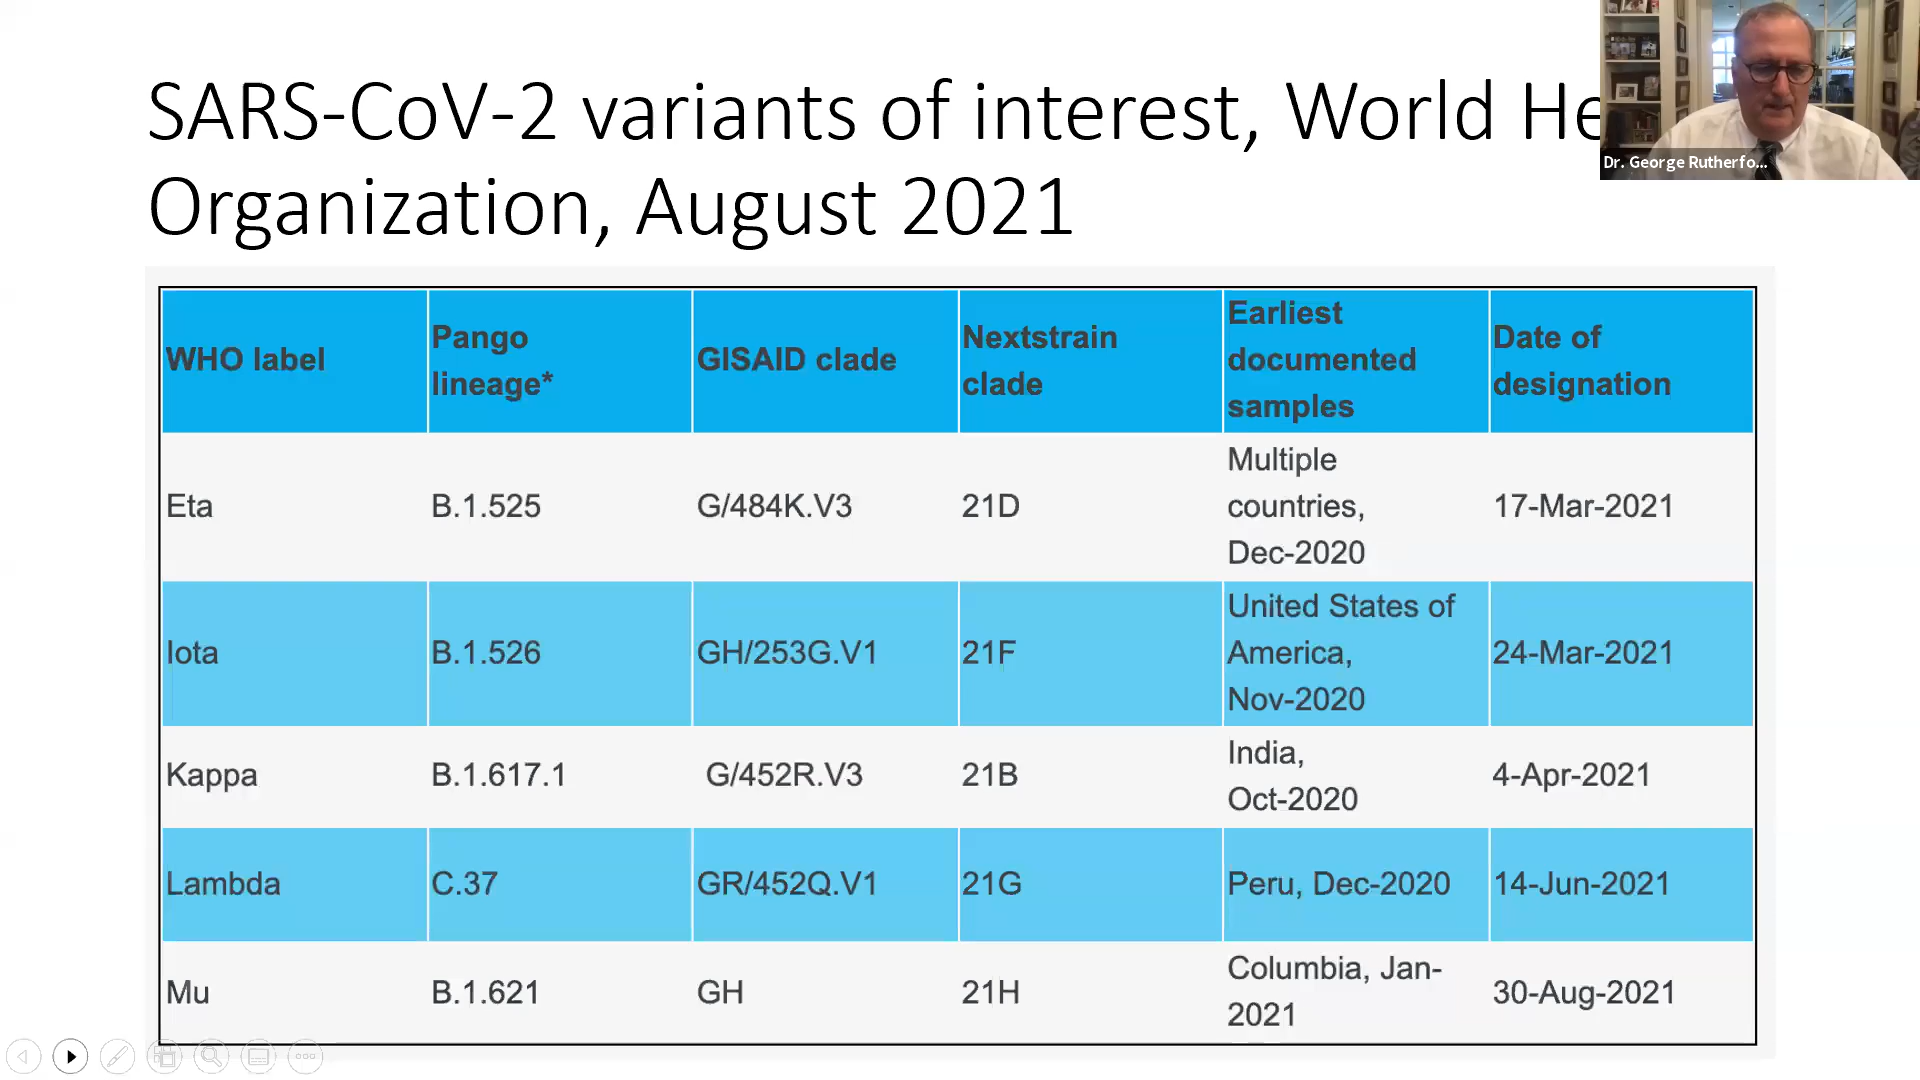 SARS-CoV-2 variants of interest, World He
Organization, August 2021
Dr. George Rutherfo...
WHO label
Pango
lineage*
GISAID clade
Nextstrain
clade
Earliest
documented
samples
Date of
designation
Eta
B.1.525
G/484K.V3
21D
Multiple
countries,
Dec-2020
17-Mar-2021
Iota
B.1.526
GH/253G.V1
21F
United States of
America,
Nov-2020
24-Mar-2021
Kappa
B.1.617.1
G/452R.V3
21B
India,
Oct-2020
4-Apr-2021
Lambda
C.37
GR/452Q.V1
21G
Peru, Dec-2020
14-Jun-2021
Mu
B.1.621
GH
21H
Columbia, Jan-
2021
30-Aug-2021